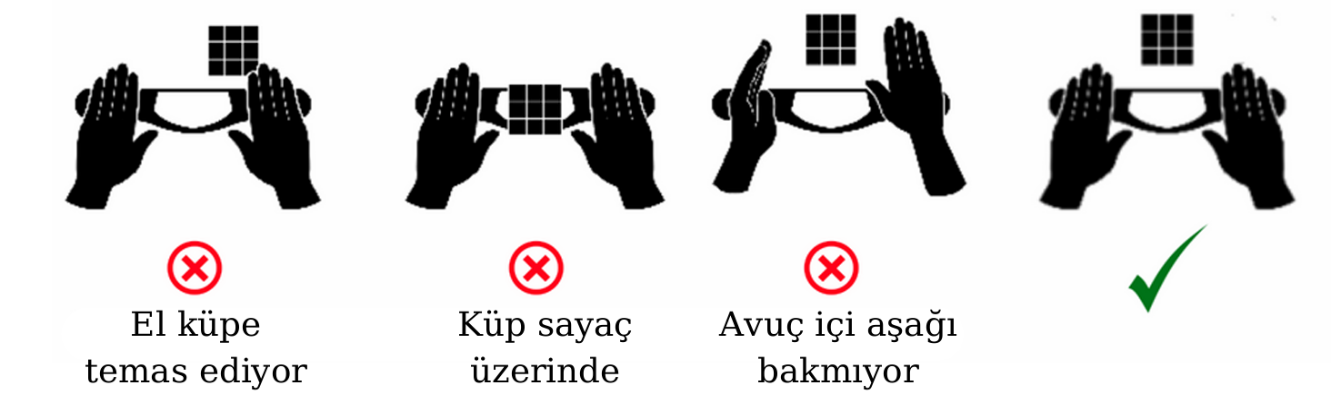 El küpe
temas ediyor
Küp sayaç
üzerinde
Avuç içi aşağı
bakmıyor